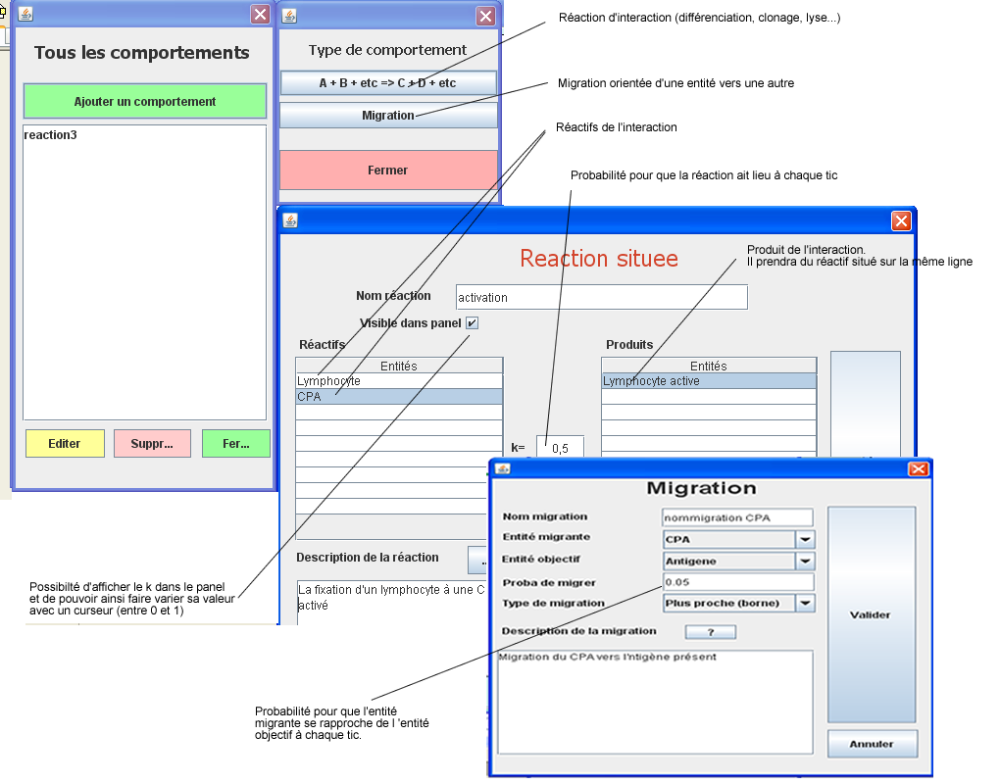 Tous les comportements
Ajouter un comportement
reaction3
Editer
Suppr...
Fer...
Type de comportement
A + B + etc => C + D + etc
Migration
Fermer
Réaction d'interaction (différenciation, clonage, lyse...)
Migration orientée d'une entité vers une autre
Réactifs de l'interaction
Probabilité pour que la réaction ait lieu à chaque tic
Produit de l'interaction.
Il prendra du réactif situé sur la même ligne
Reaction situee
Nom réaction
activation
Visible dans panel
Réactifs
Entités
Lymphocyte
CPA
k=
0,5
Produits
Entités
Lymphocyte active
Description de la réaction
..
La fixation d'un lymphocyte à une C
activé
Possibilté d'afficher le k dans le panel
et de pouvoir ainsi faire varier sa valeur
avec un curseur (entre 0 et 1)
Migration
Nom migration
nommigration CPA
Entité migrante
CPA
Entité objectif
Antigene
Proba de migrer
0.05
Type de migration
Plus proche (borne)
Description de la migration
?
Migration du CPA vers l'ntigène présent
Valider
Annuler
Probabilité pour que l'entité
migrante se rapproche de l 'entité
objectif à chaque tic.